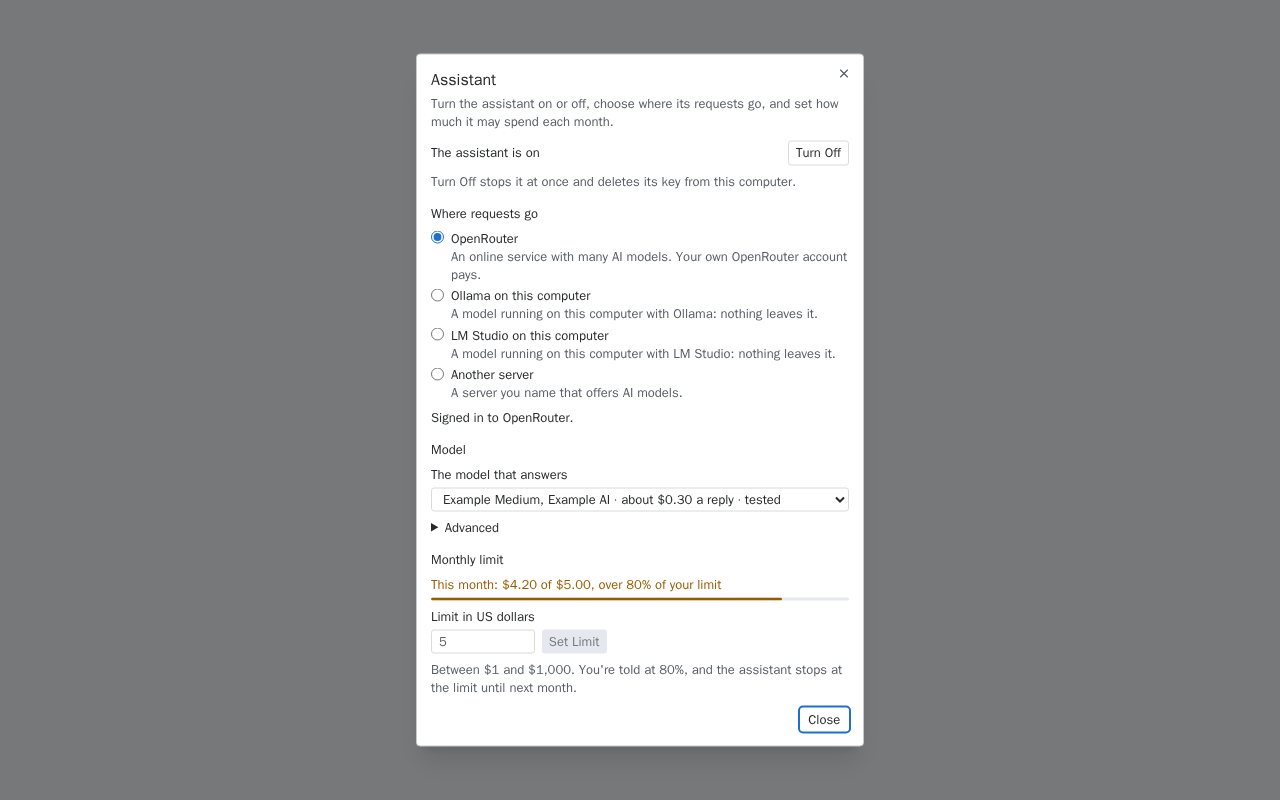 Assistant
×
Turn the assistant on or off, choose where its requests go, and set how
much it may spend each month.
The assistant is on
Turn Off
Turn Off stops it at once and deletes its key from this computer.
Where requests go
OpenRouter
An online service with many AI models. Your own OpenRouter account
pays.
Ollama on this computer
A model running on this computer with Ollama: nothing leaves it.
LM Studio on this computer
A model running on this computer with LM Studio: nothing leaves it.
Another server
A server you name that offers AI models.
Signed in to OpenRouter.
Model
The model that answers
Example Medium, Example AI · about $0.30 a reply · tested
Advanced
Monthly limit
This month: $4.20 of $5.00, over 80% of your limit
Limit in US dollars
5
Set Limit
Between $1 and $1,000. You're told at 80%, and the assistant stops at
the limit until next month.
Close